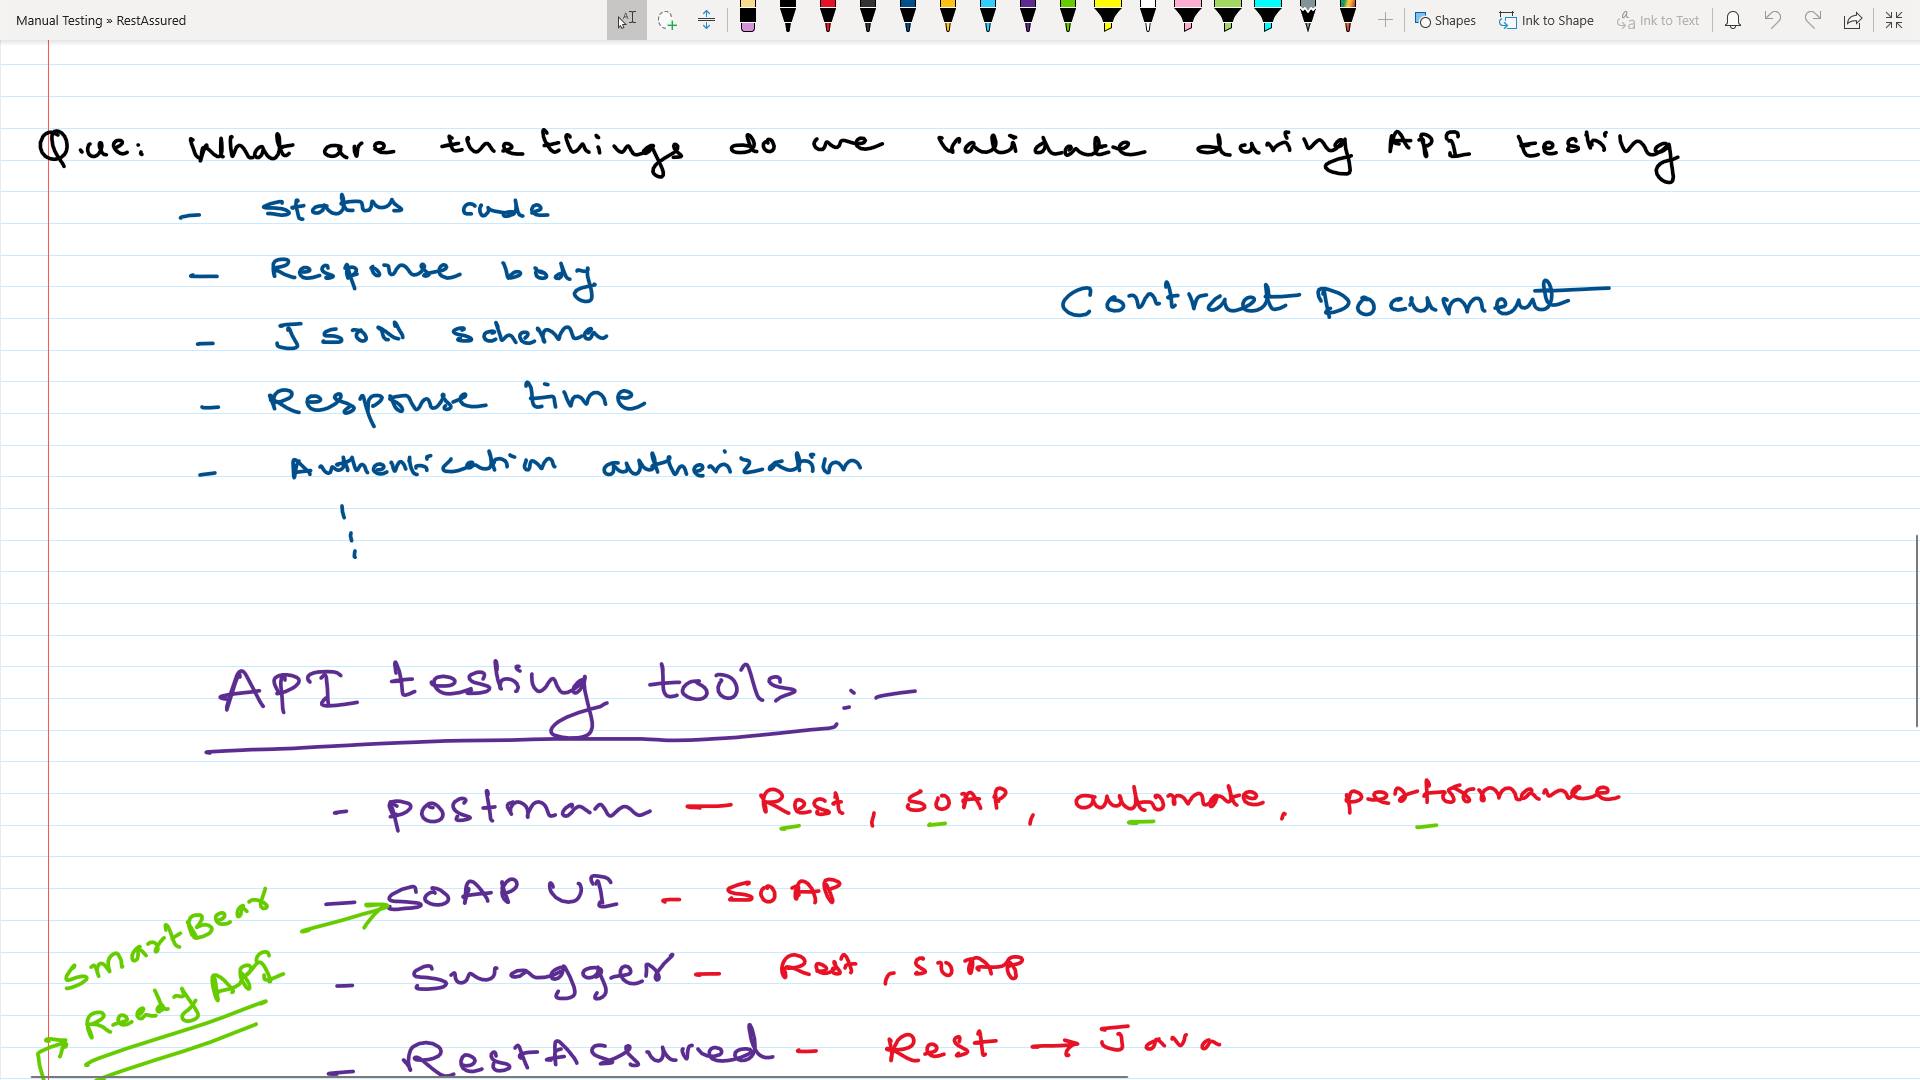 Manual Testing » RestAssured
Shapes Ink to Shape Ink to Text
Que: What are the things do we validate during API testing
- Status code
- Response body
Contract Document
- JSON schema
- Response time
- Authentication autherization
API testing tools :-
- postman - Rest, SOAP, automate, performance
- SOAP UI - SOAP
SmartBear
- Swagger - Rest, SOAP
Ready API
- RestAssured - Rest → Java